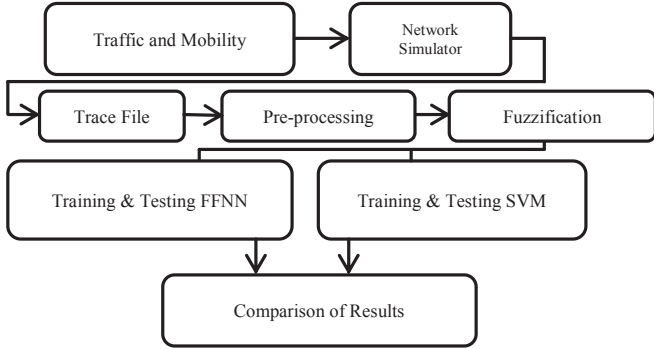 Traffic and Mobility
Network
Simulator
Trace File
Pre-processing
Fuzzification
Training & Testing FFNN
Training & Testing SVM
Comparison of Results